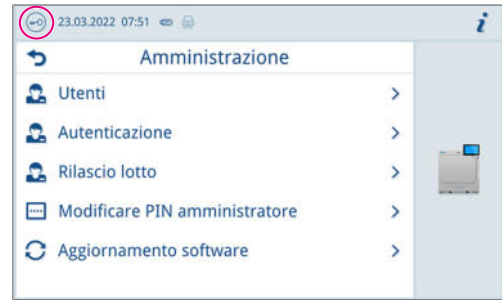 23.03.2022 07:51
i
Amministrazione
Utenti
Autenticazione
Rilascio lotto
Modificare PIN amministratore
Aggiornamento software